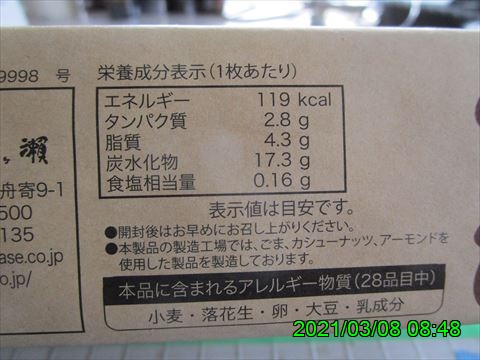 9998 号
栄養成分表示(1枚あたり)
エネルギー 119 kcal
タンパク質 2.8 g
脂質 4.3 g
炭水化物 17.3 g
食塩相当量 0.16 g
瀬
舟寄9-1
500
135
ase.co.jp
o.jp/
表示値は目安です。
●開封後はお早めにお召し上がりください。
●本製品の製造工場では、ごま、カシューナッツ、アーモンドを
使用した製品を製造しております。
本品に含まれるアレルギー物質(28品目中)
小麦・落花生・卵・大豆・乳成分
2021/03/08 08:48